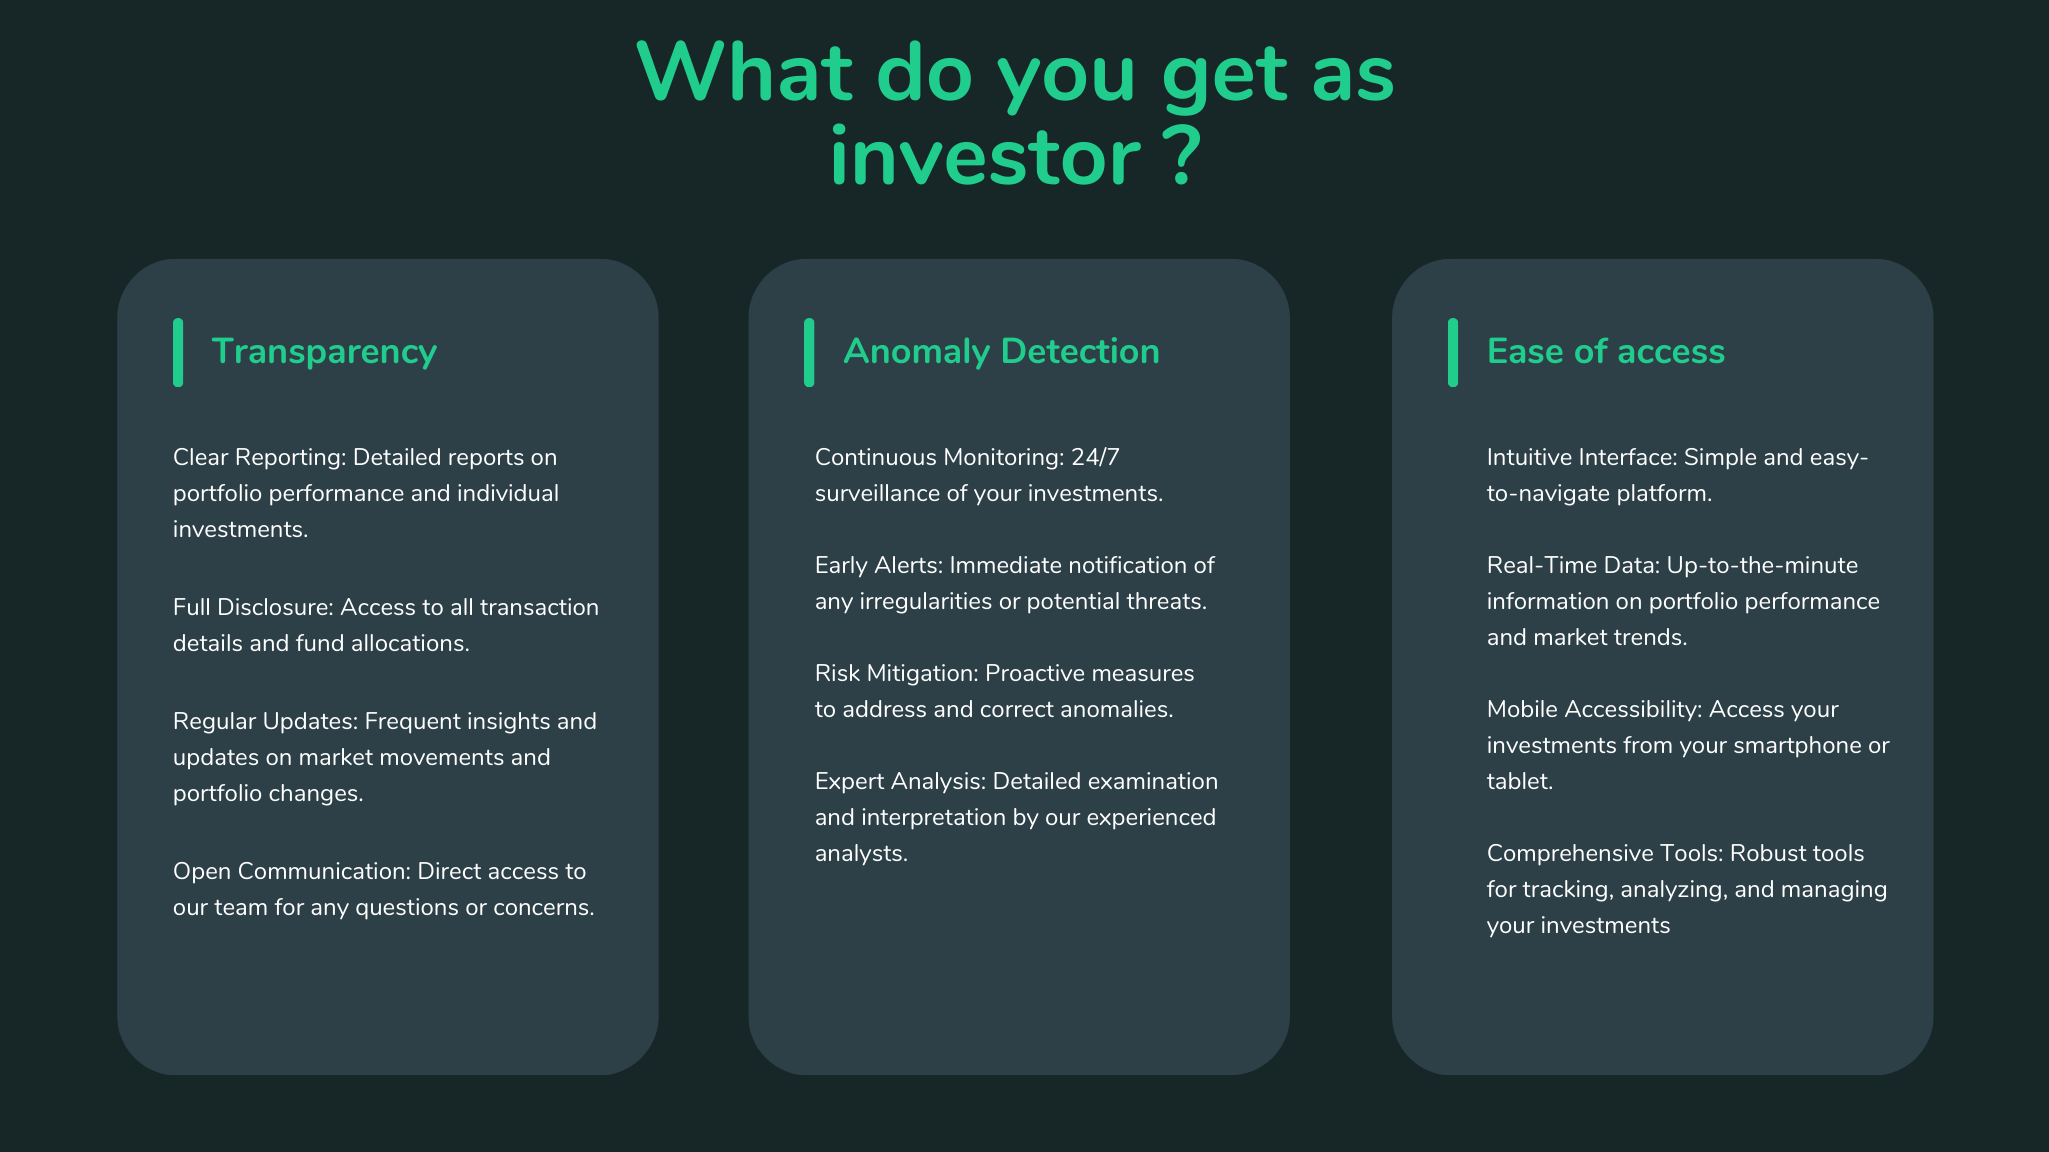 What do you get as
investor ?
Transparency
Clear Reporting: Detailed reports on
portfolio performance and individual
investments.
Full Disclosure: Access to all transaction
details and fund allocations.
Regular Updates: Frequent insights and
updates on market movements and
portfolio changes.
Open Communication: Direct access to
our team for any questions or concerns.
Anomaly Detection
Continuous Monitoring: 24/7
surveillance of your investments.
Early Alerts: Immediate notification of
any irregularities or potential threats.
Risk Mitigation: Proactive measures
to address and correct anomalies.
Expert Analysis: Detailed examination
and interpretation by our experienced
analysts.
Ease of access
Intuitive Interface: Simple and easy-
to-navigate platform.
Real-Time Data: Up-to-the-minute
information on portfolio performance
and market trends.
Mobile Accessibility: Access your
investments from your smartphone or
tablet.
Comprehensive Tools: Robust tools
for tracking, analyzing, and managing
your investments